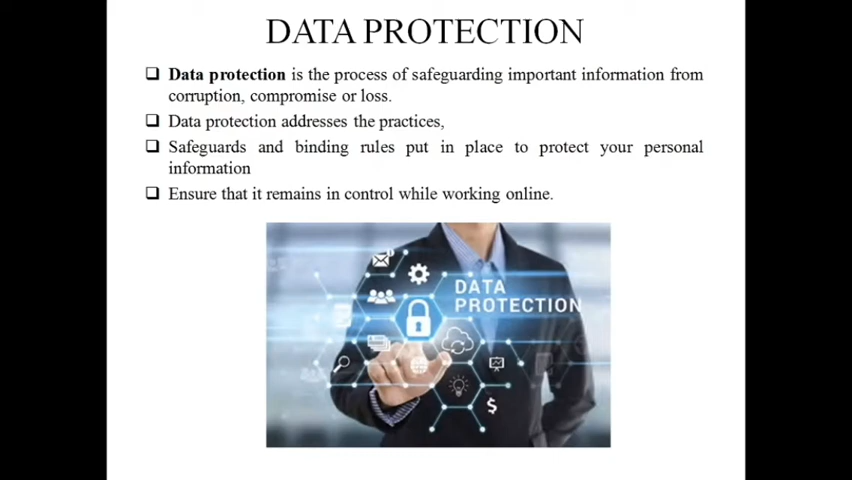 DATA PROTECTION
❑ Data protection is the process of safeguarding important information from
corruption, compromise or loss.
❑ Data protection addresses the practices,
❑ Safeguards and binding rules put in place to protect your personal
information
❑ Ensure that it remains in control while working online.
DATA
PROTECTION
$